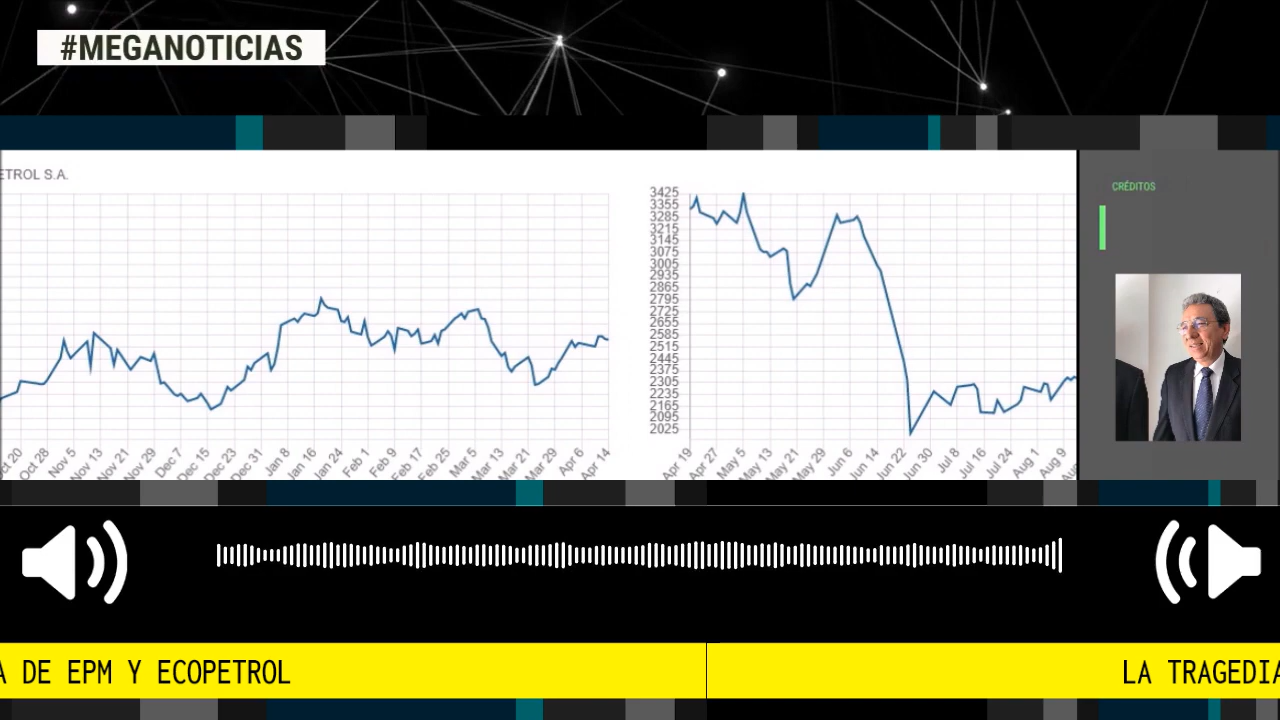 #MEGANOTICIAS
ETROL S.A.
CRÉDITOS
3425
3355
3285
3215
3145
3075
3005
2935
2865
2795
2725
2655
2585
2515
2445
2375
2305
2235
2165
2095
2025
Oct 20
Oct 28
Nov 5
Nov 13
Nov 21
Nov 29
Dec 7
Dec 15
Dec 23
Dec 31
Jan 8
Jan 16
Jan 24
Feb 1
Feb 9
Feb 17
Feb 25
Mar 5
Mar 13
Mar 21
Mar 29
Apr 6
Apr 14
Apr 19
Apr 27
May 5
May 13
May 21
May 29
Jun 6
Jun 14
Jun 22
Jun 30
Jul 8
Jul 16
Jul 24
Aug 1
Aug 9
A DE EPM Y ECOPETROL
LA TRAGEDIA